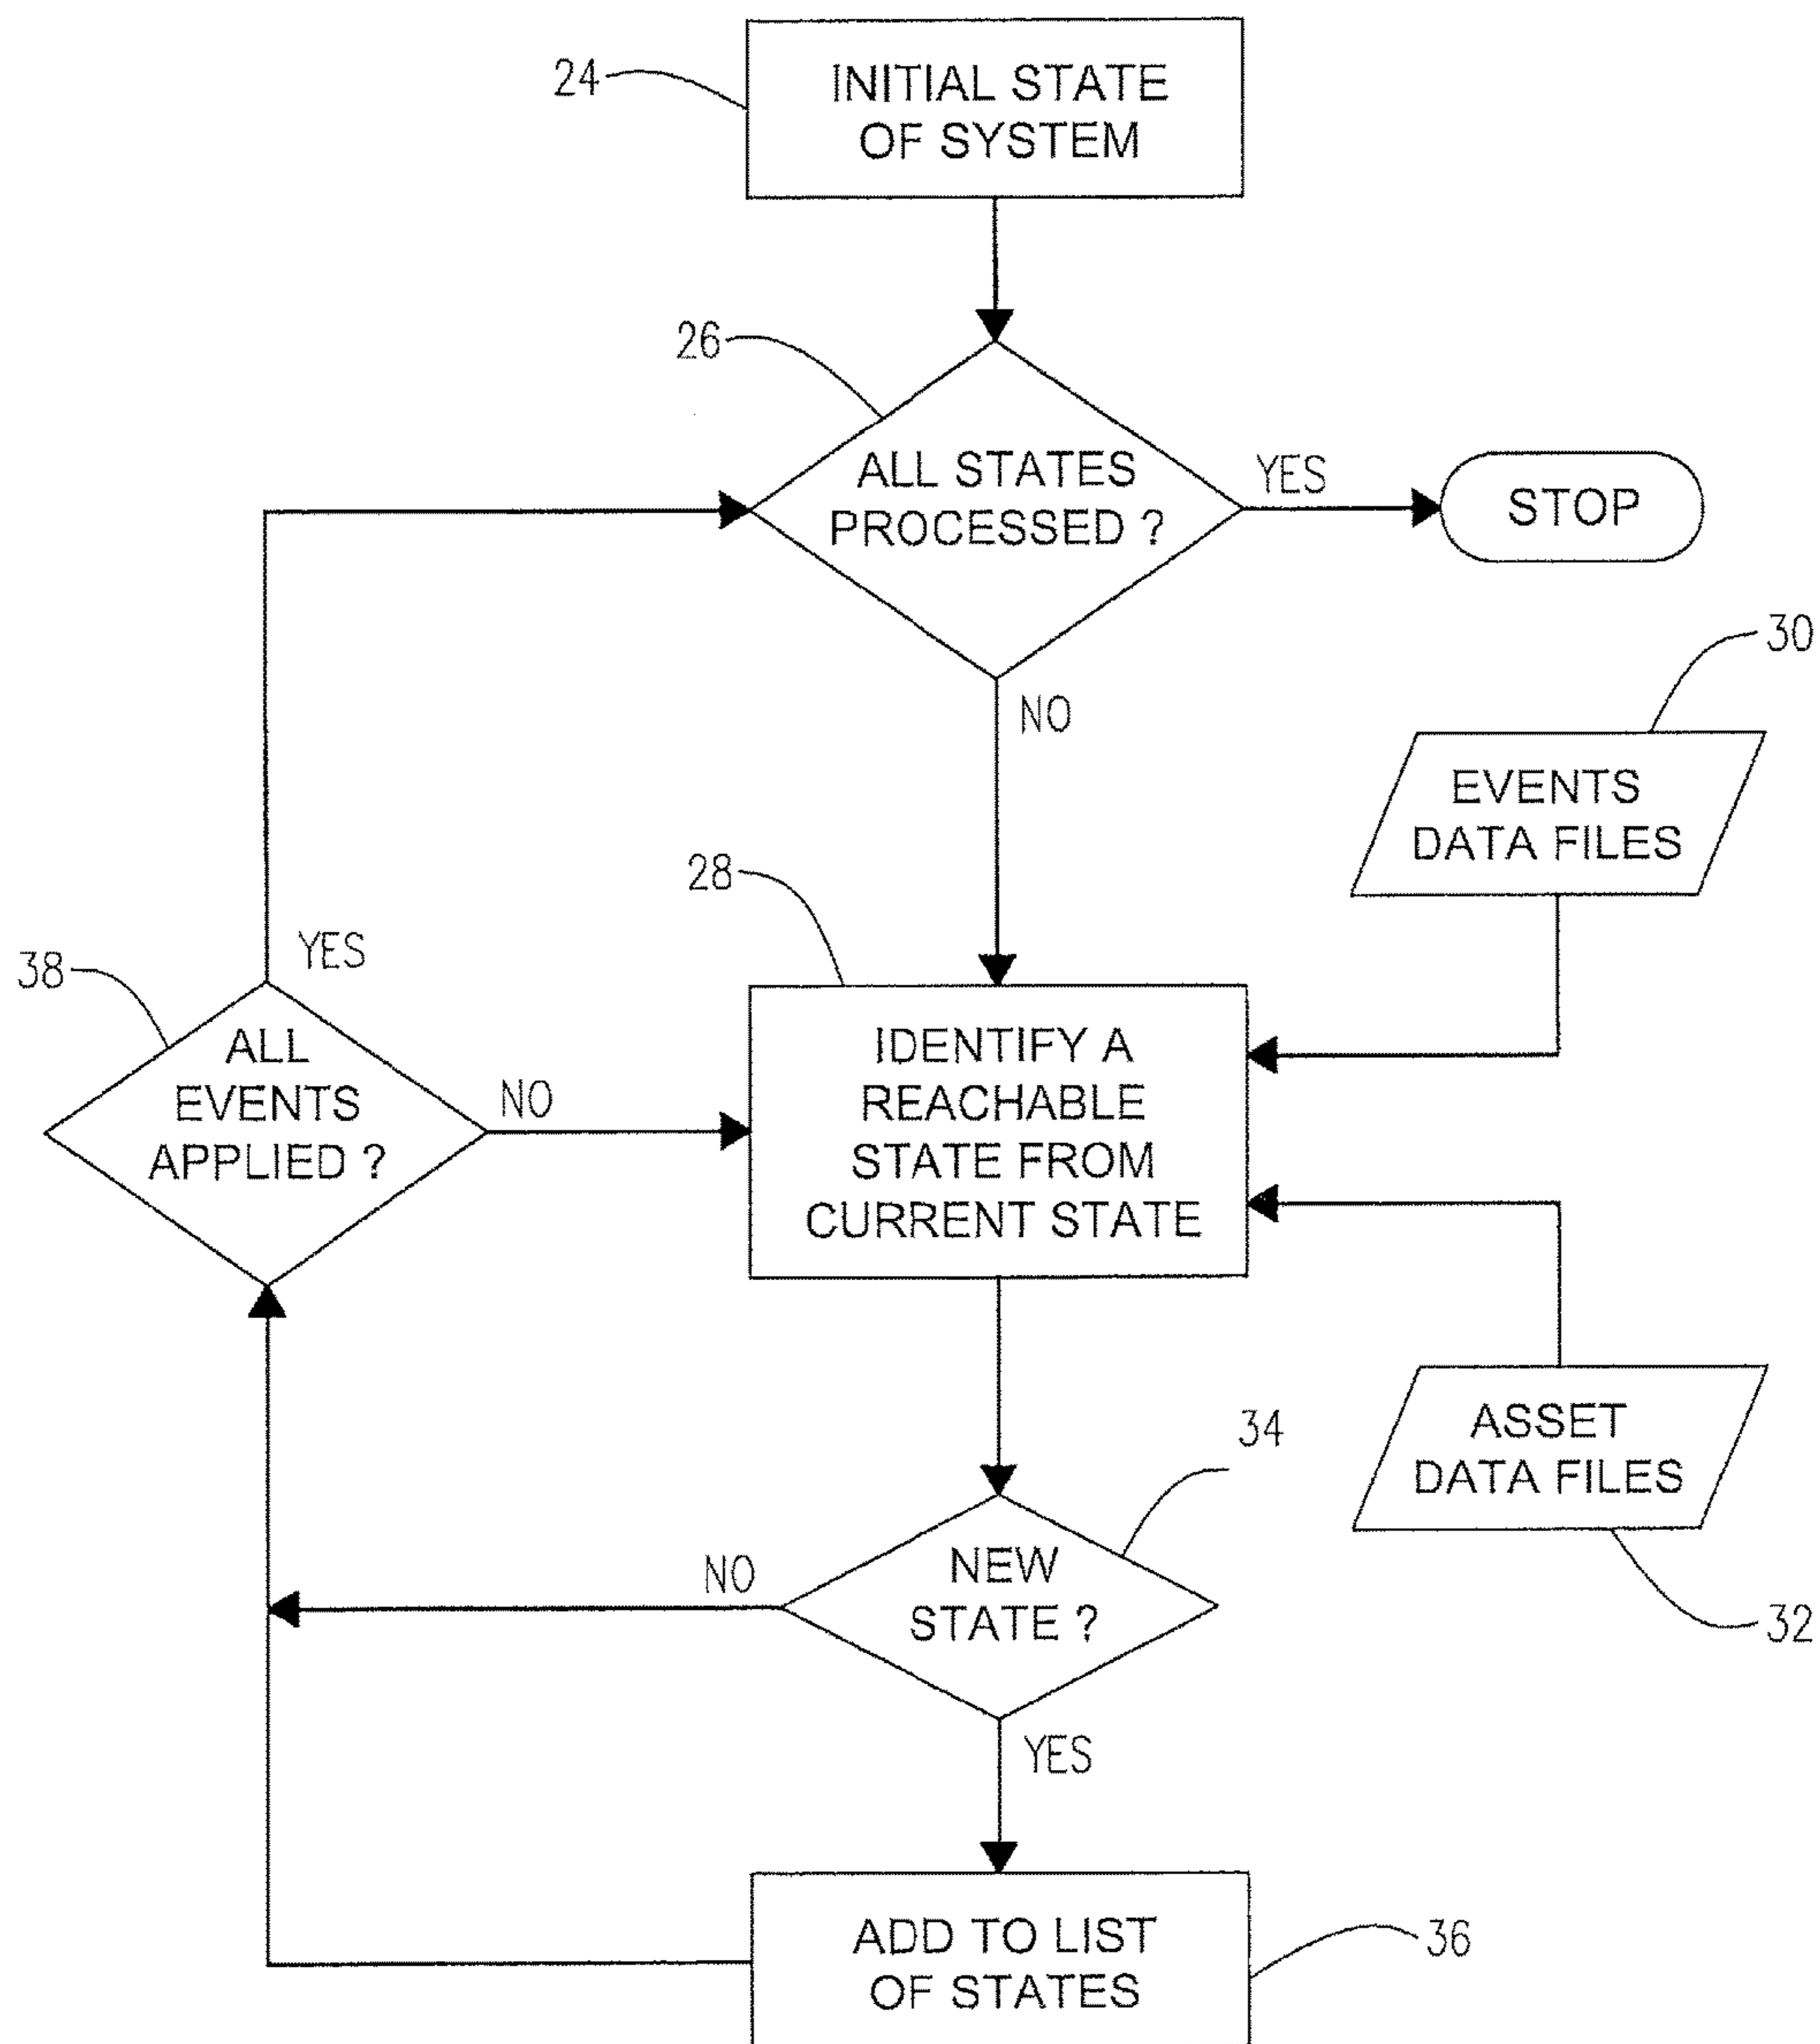 24
INITIAL STATE
OF SYSTEM
26
ALL STATES
PROCESSED ?
YES
STOP
NO
30
EVENTS
DATA FILES
28
38
YES
ALL
EVENTS
APPLIED ?
NO
IDENTIFY A
REACHABLE
STATE FROM
CURRENT STATE
34
ASSET
DATA FILES
32
NO
NEW
STATE ?
YES
ADD TO LIST
OF STATES
36